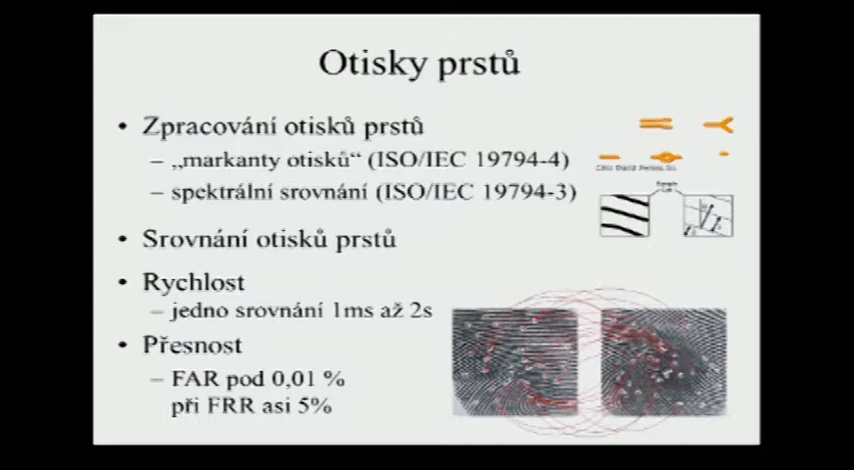 Otisky prstů
• Zpracování otisků prstů
– „markanty otisků“ (ISO/IEC 19794-4)
– spektrální srovnání (ISO/IEC 19794-3)
• Srovnání otisků prstů
• Rychlost
– jedno srovnání 1ms až 2s
• Přesnost
– FAR pod 0,01 %
při FRR asi 5%